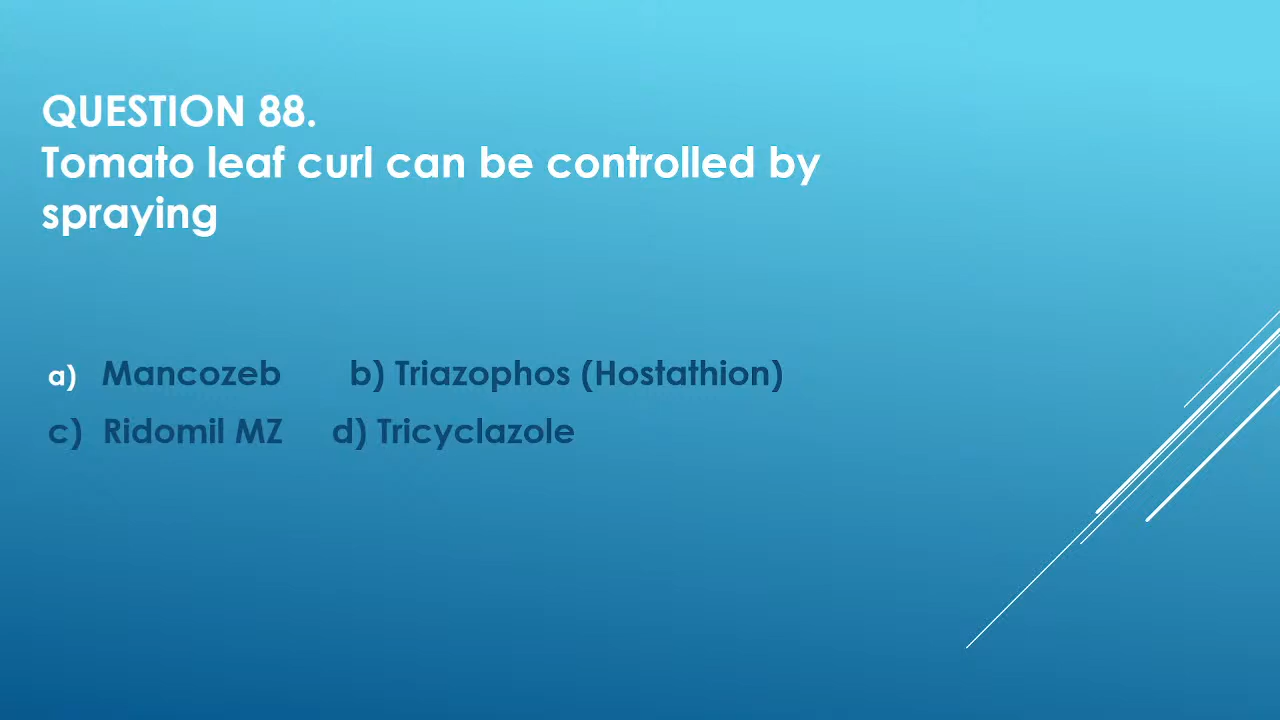 QUESTION 88.
Tomato leaf curl can be controlled by
spraying
a) Mancozeb b) Triazophos (Hostathion)
c) Ridomil MZ d) Tricyclazole